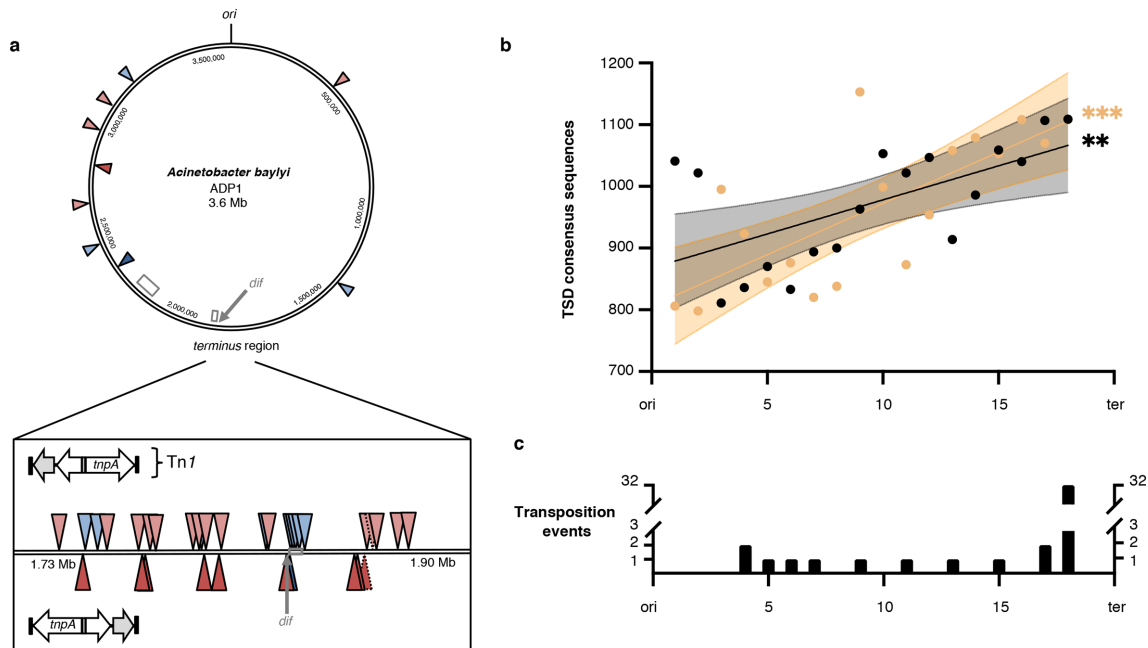 a
ori
3,500,000
500,000
3,000,000
Acinetobacter baylyi
ADP1
3.6 Mb
1,000,000
2,500,000
dif
2,000,000
1,500,000
terminus region
tnpA
Tn1
1.73 Mb
1.90 Mb
tnpA
dif
b
1200
1100
1000
900
800
700
TSD consensus sequences
***
**
ori
5
10
15
ter
c
32
32
Transposition
events
3
2
1
3
2
1
ori
5
10
15
ter